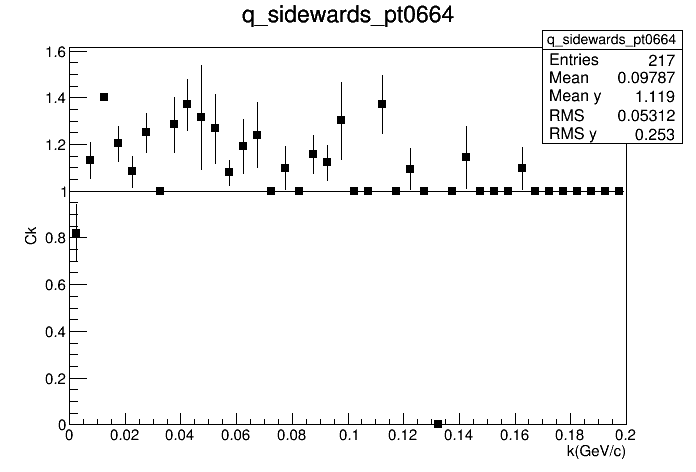 q_sidewards_pt0664
q_sidewards_pt0664
Entries 217
Mean 0.09787
Mean y 1.119
RMS 0.05312
RMS y 0.253
1.6
1.4
1.2
1
0.8
0.6
0.4
0.2
0
Ck
0 0.02 0.04 0.06 0.08 0.1 0.12 0.14 0.16 0.18 0.2
k(GeV/c)